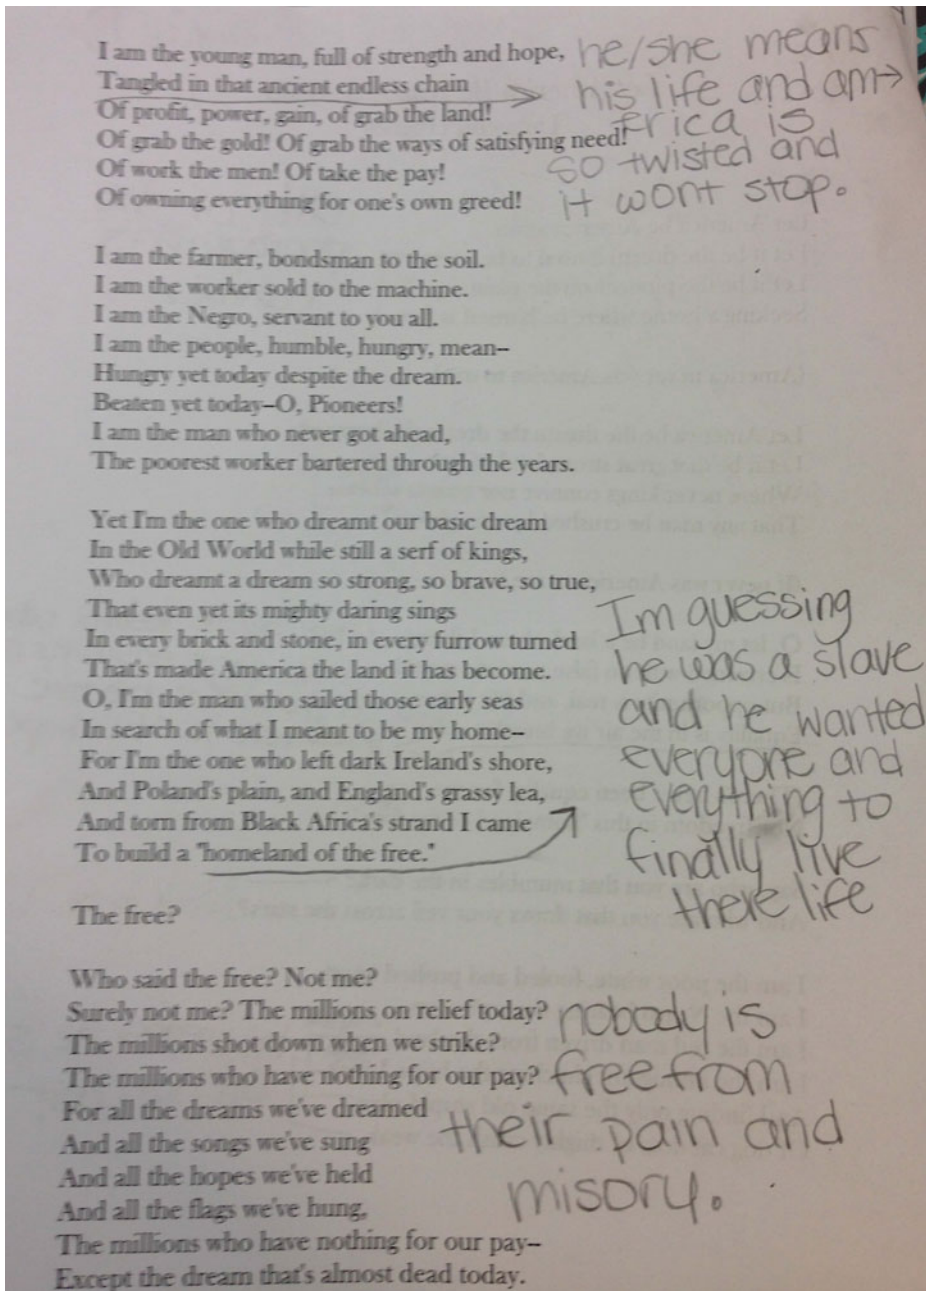 I am the young man, full of strength and hope,
Tangled in that ancient endless chain
Of profit, power, gain, of grab the land!
Of grab the gold! Of grab the ways of satisfying need!
Of work the men! Of take the pay!
Of owning everything for one's own greed!
he/she means
his life and am→
erica is
so twisted and
it wont stop.
I am the farmer, bondsman to the soil.
I am the worker sold to the machine.
I am the Negro, servant to you all.
I am the people, humble, hungry, mean–
Hungry yet today despite the dream.
Beaten yet today–O, Pioneers!
I am the man who never got ahead,
The poorest worker bartered through the years.
Yet I'm the one who dreamt our basic dream
In the Old World while still a serf of kings,
Who dreamt a dream so strong, so brave, so true,
That even yet its mighty daring sings
In every brick and stone, in every furrow turned
That's made America the land it has become.
O, I'm the man who sailed those early seas
In search of what I meant to be my home–
For I'm the one who left dark Ireland's shore,
And Poland's plain, and England's grassy lea,
And torn from Black Africa's strand I came
To build a "homeland of the free."
Im guessing
he was a slave
and he wanted
everyone and
everything to
finally live
there life
The free?
Who said the free? Not me?
Surely not me? The millions on relief today?
The millions shot down when we strike?
The millions who have nothing for our pay?
For all the dreams we've dreamed
And all the songs we've sung
And all the hopes we've held
And all the flags we've hung,
The millions who have nothing for our pay–
Except the dream that's almost dead today.
nobody is
free from
their pain and
misory.